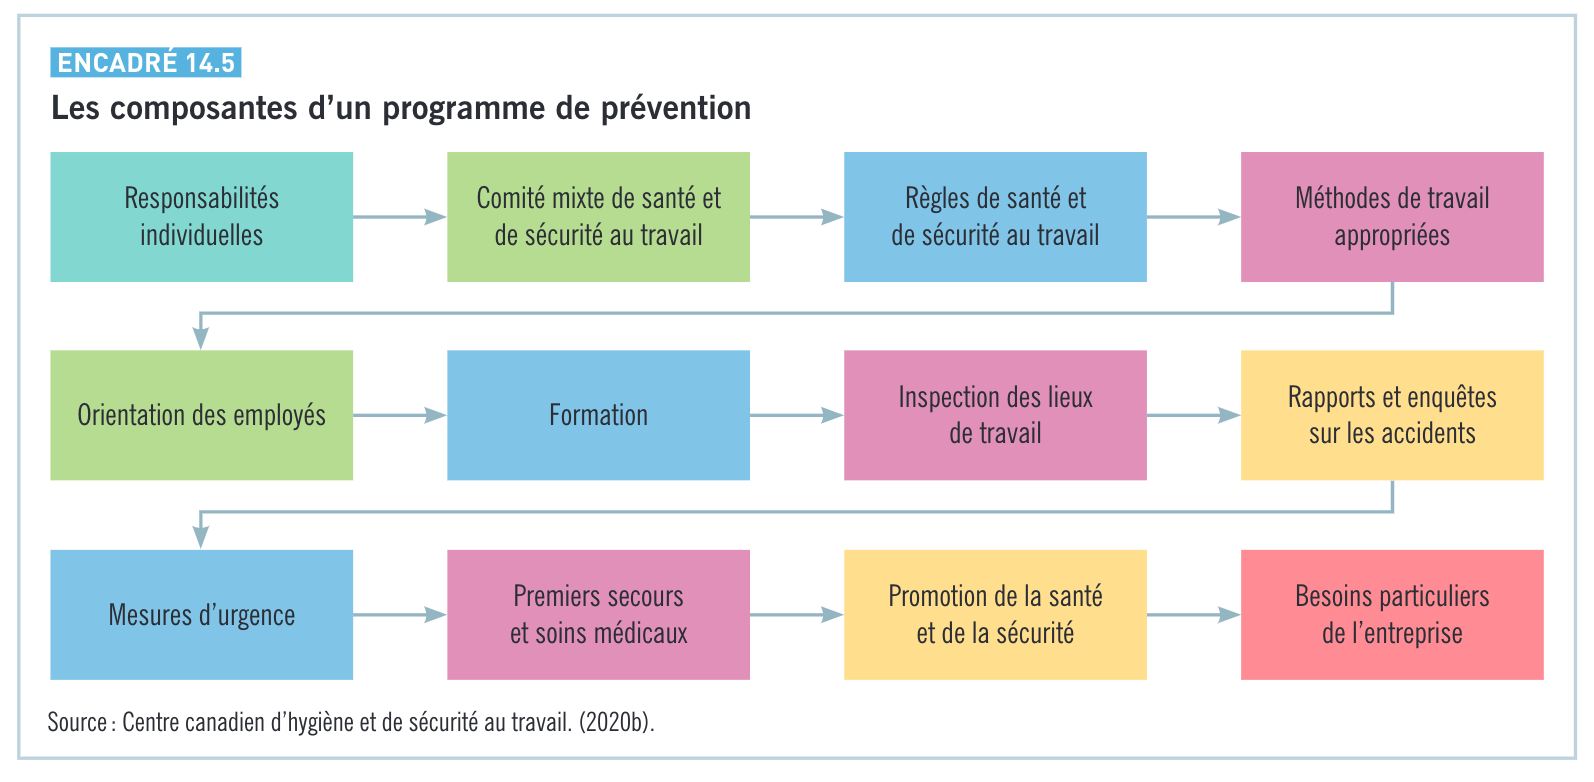 ENCADRÉ 14.5
Les composantes d’un programme de prévention
Responsabilités
individuelles
Comité mixte de santé et
de sécurité au travail
Règles de santé et
de sécurité au travail
Méthodes de travail
appropriées
Orientation des employés
Formation
Inspection des lieux
de travail
Rapports et enquêtes
sur les accidents
Mesures d’urgence
Premiers secours
et soins médicaux
Promotion de la santé
et de la sécurité
Besoins particuliers
de l’entreprise
Source : Centre canadien d’hygiène et de sécurité au travail. (2020b).